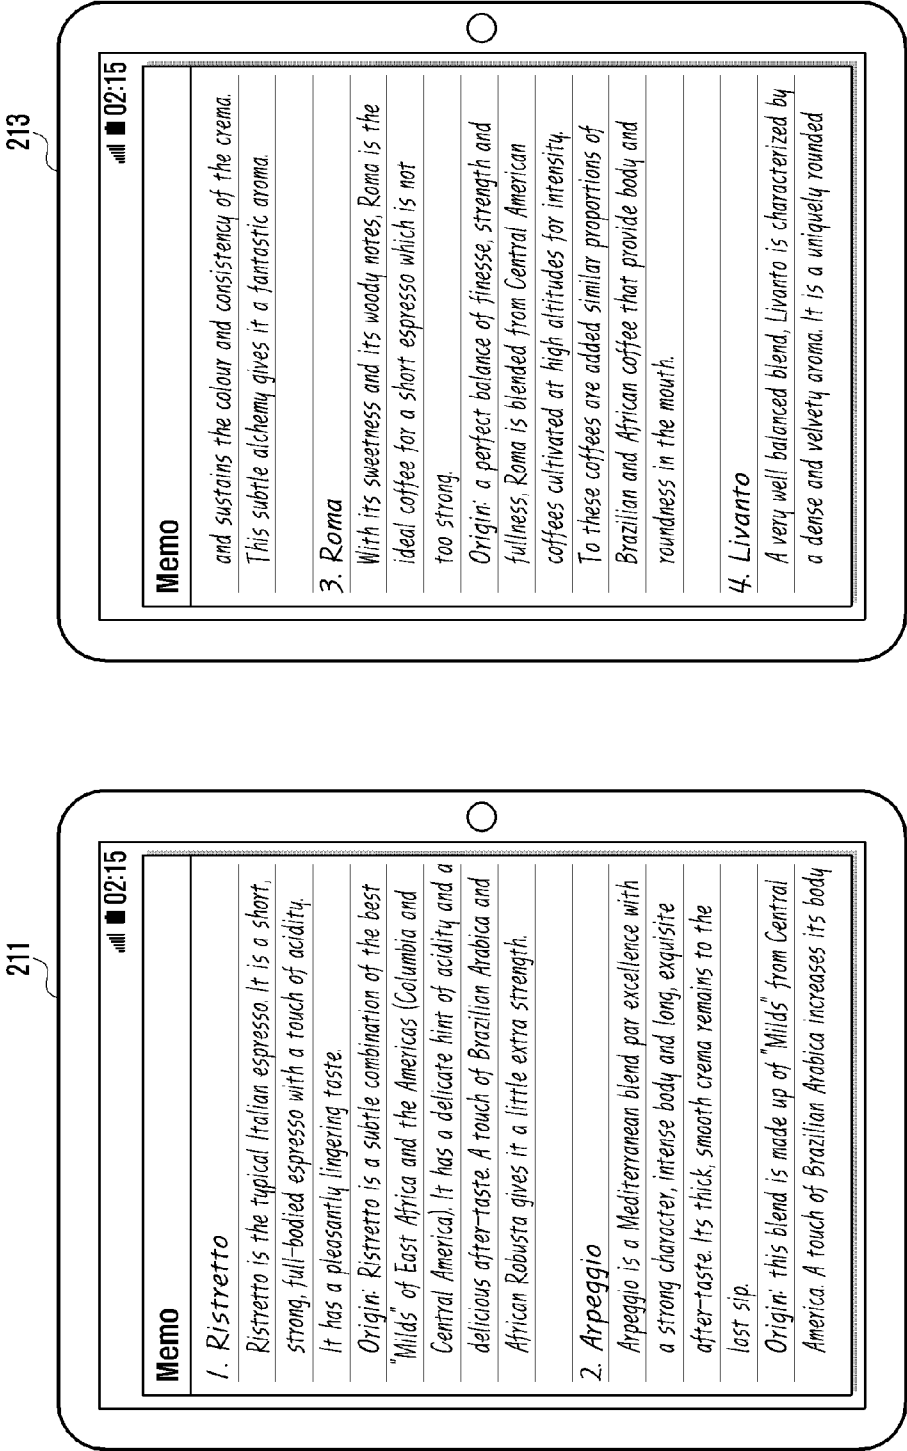 211
02:15
Memo
1. Ristretto
Ristretto is the typical Italian espresso. It is a short,
strong, full-bodied espresso with a touch of acidity.
It has a pleasantly lingering taste.
Origin: Ristretto is a subtle combination of the best
"Milds" of East Africa and the Americas (Columbia and
Central America). It has a delicate hint of acidity and a
delicious after-taste. A touch of Brazilian Arabica and
African Robusta gives it a little extra strength.
2. Arpeggio
Arpeggio is a Mediterranean blend par excellence with
a strong character, intense body and long, exquisite
after-taste. Its thick, smooth crema remains to the
last sip.
Origin: this blend is made up of "Milds" from Central
America. A touch of Brazilian Arabica increases its body
213
02:15
Memo
and sustains the colour and consistency of the crema.
This subtle alchemy gives it a fantastic aroma.
3. Roma
With its sweetness and its woody notes, Roma is the
ideal coffee for a short espresso which is not
too strong.
Origin: a perfect balance of finesse, strength and
fullness, Roma is blended from Central American
coffees cultivated at high altitudes for intensity.
To these coffees are added similar proportions of
Brazilian and African coffee that provide body and
roundness in the mouth.
4. Livanto
A very well balanced blend, Livanto is characterized by
a dense and velvety aroma. It is a uniquely rounded